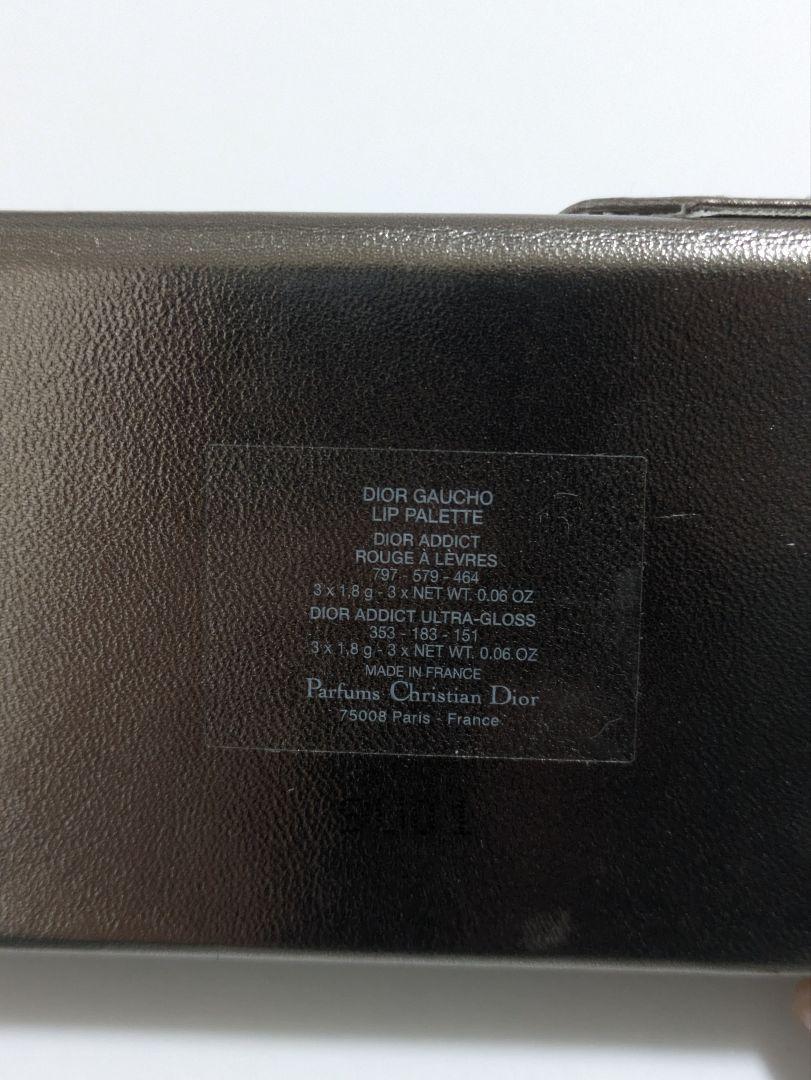 DIOR GAUCHO
LIP PALETTE
DIOR ADDICT
ROUGE À LÈVRES
797 - 579 - 464
3 x 1,8 g - 3 x NET WT. 0.06 OZ
DIOR ADDICT ULTRA-GLOSS
353 - 183 - 151
3 x 1,8 g - 3 x NET WT. 0.06 OZ
MADE IN FRANCE
Parfums Christian Dior
75008 Paris - France